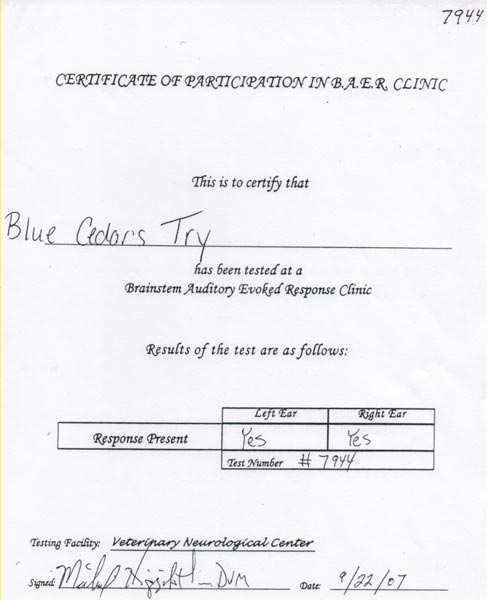 7944
CERTIFICATE OF PARTICIPATION IN B.A.E.R. CLINIC
This is to certify that
Blue Cedar's Try
has been tested at a
Brainstem Auditory Evoked Response Clinic
Results of the test are as follows:
Left Ear Right Ear
Response Present Yes Yes
Test Number # 7944
Testing Facility: Veterinary Neurological Center
Signed: DVM Date: 9/22/07